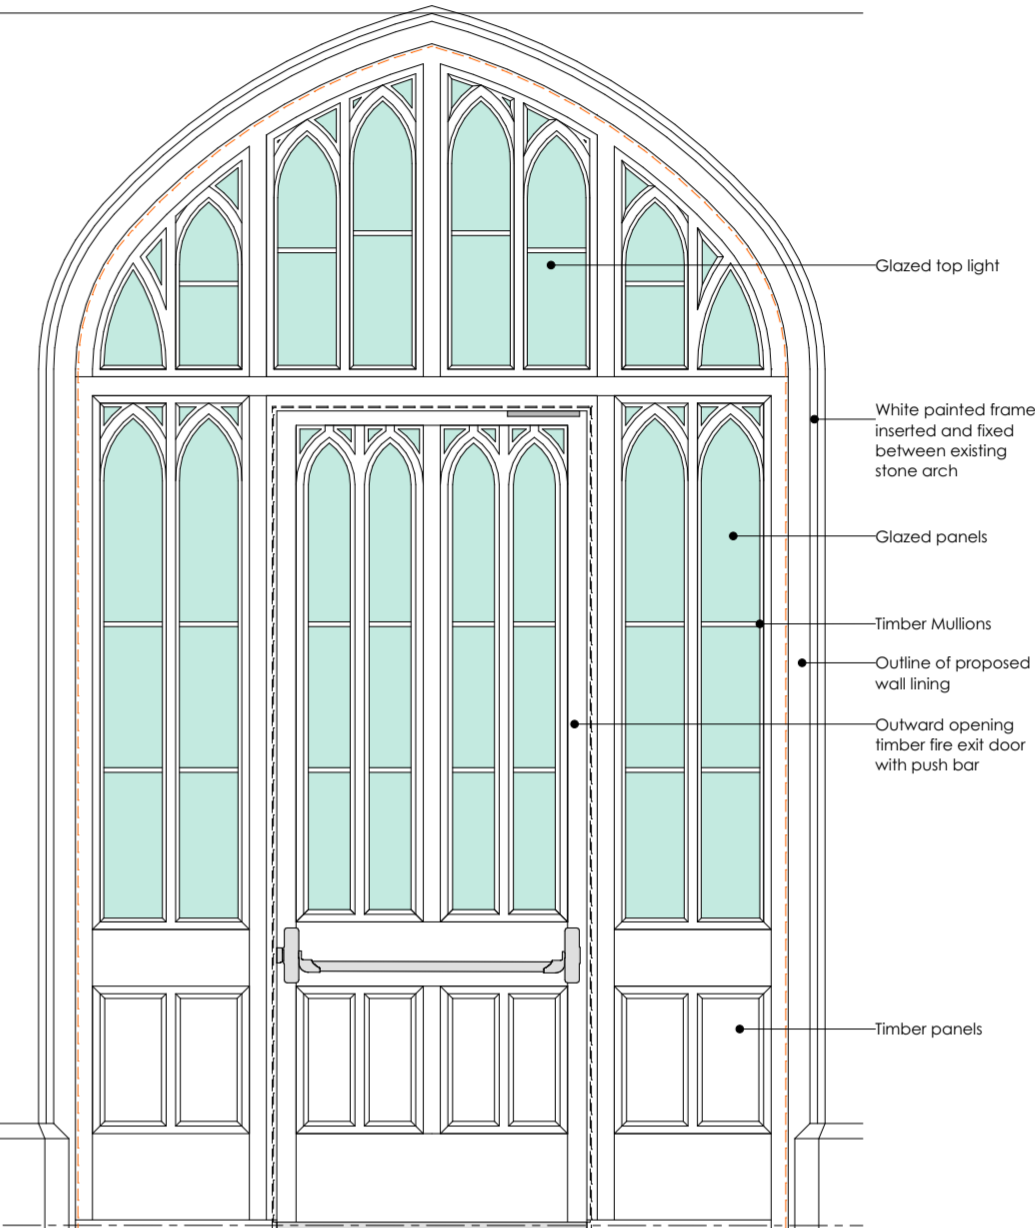 Glazed top light
White painted frame
inserted and fixed
between existing
stone arch
Glazed panels
Timber Mullions
Outline of proposed
wall lining
Outward opening
timber fire exit door
with push bar
Timber panels